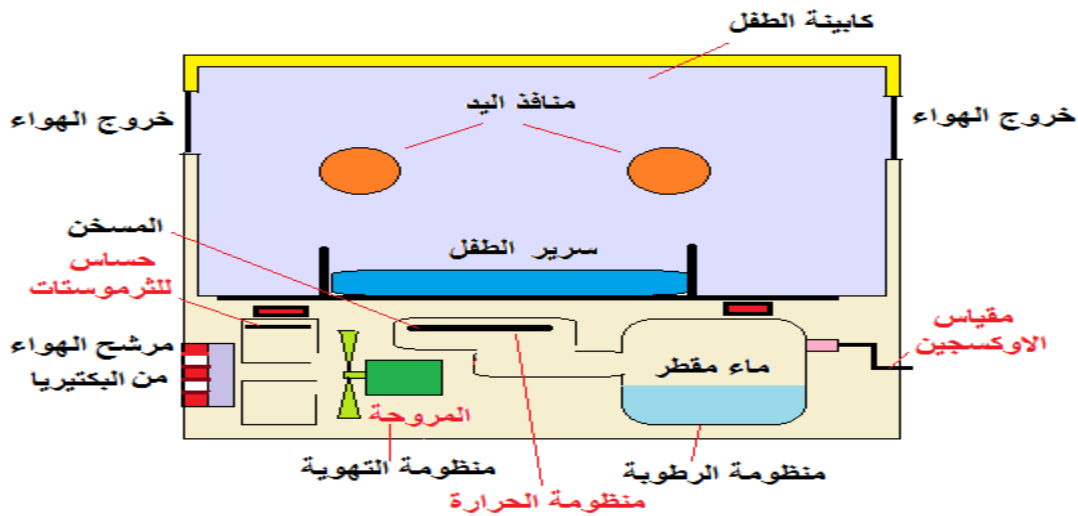 كابينة الطفل
منافذ اليد
خروج الهواء
خروج الهواء
المسخن
سرير الطفل
حساس
للثرموستات
مقياس
الاوكسجين
مرشح الهواء
من البكتيريا
ماء مقطر
المروحة
منظومة التهوية
منظومة الرطوبة
منظومة الحرارة